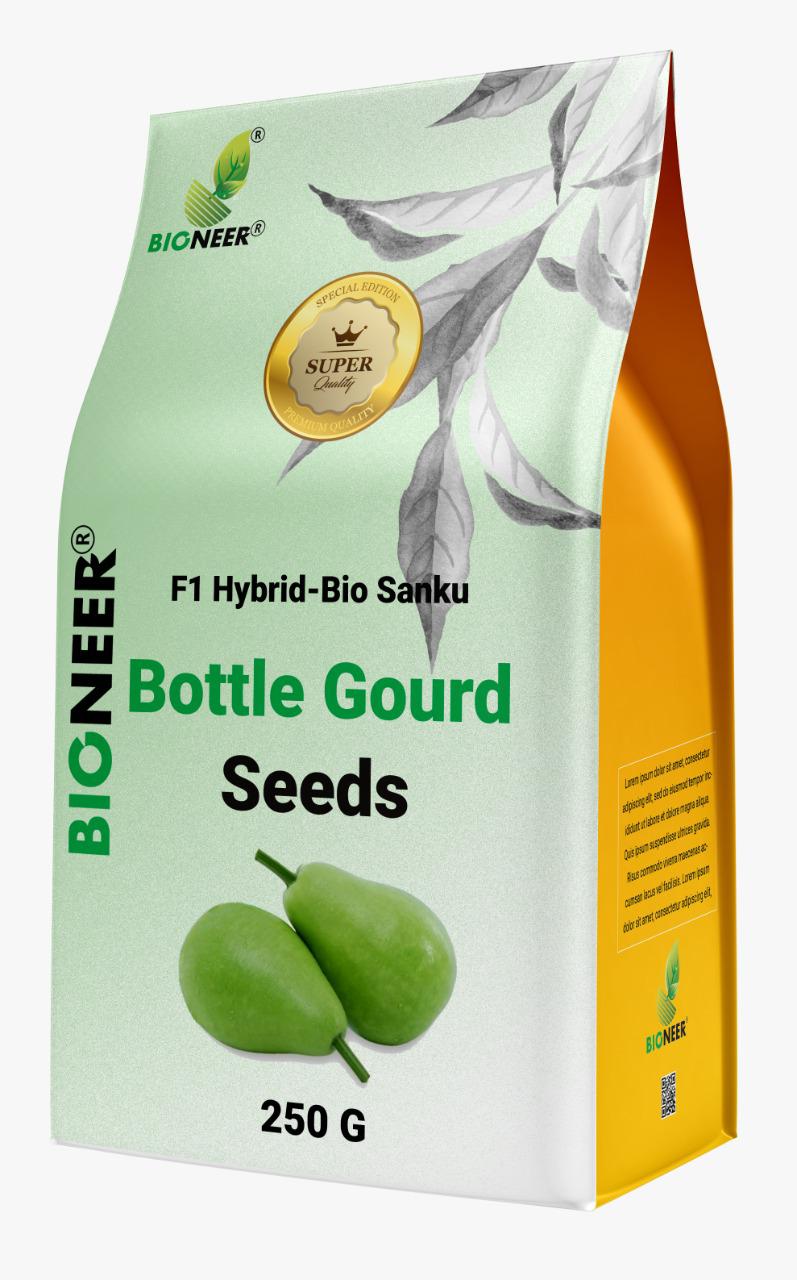 ®
BIONEER®
SPECIAL EDITION
SUPER
Quality
PREMIUM QUALITY
BIONEER®
F1 Hybrid-Bio Sanku
Bottle Gourd
Seeds
250 G
Lorem ipsum dolor sit amet, consectetur
adipiscing elit, sed do eiusmod tempor inc-
ididunt ut labore et dolore magna aliqua.
Quis ipsum suspendisse ultrices gravida.
Risus commodo viverra maecenas ac-
cumsan lacus vel facilisis. Lorem ipsum
dolor sit amet, consectetur adipiscing elit,
BIONEER®